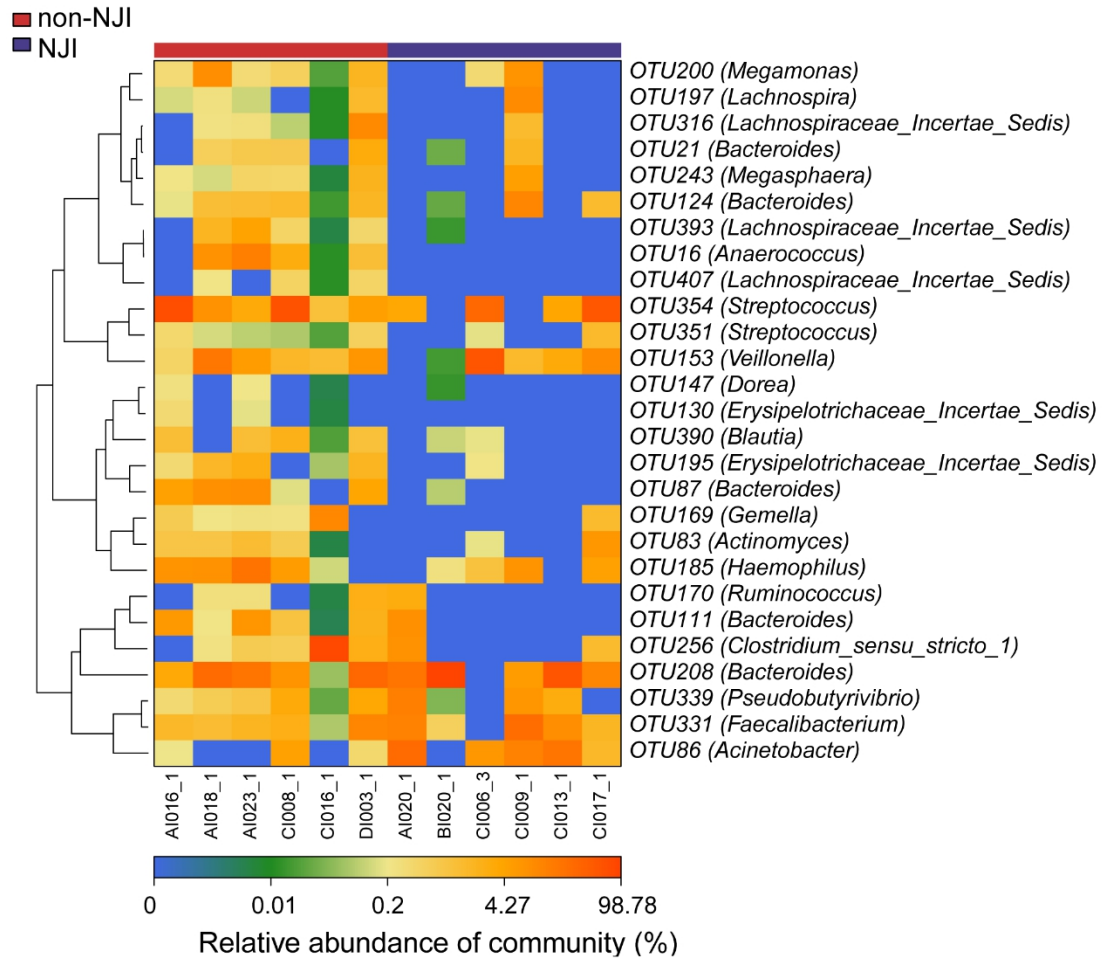 non-NJI
NJI
OTU200 (Megamonas)
OTU197 (Lachnospira)
OTU316 (Lachnospiraceae_Incertae_Sedis)
OTU21 (Bacteroides)
OTU243 (Megasphaera)
OTU124 (Bacteroides)
OTU393 (Lachnospiraceae_Incertae_Sedis)
OTU16 (Anaerococcus)
OTU407 (Lachnospiraceae_Incertae_Sedis)
OTU354 (Streptococcus)
OTU351 (Streptococcus)
OTU153 (Veillonella)
OTU147 (Dorea)
OTU130 (Erysipelotrichaceae_Incertae_Sedis)
OTU390 (Blautia)
OTU195 (Erysipelotrichaceae_Incertae_Sedis)
OTU87 (Bacteroides)
OTU169 (Gemella)
OTU83 (Actinomyces)
OTU185 (Haemophilus)
OTU170 (Ruminococcus)
OTU111 (Bacteroides)
OTU256 (Clostridium_sensu_stricto_1)
OTU208 (Bacteroides)
OTU339 (Pseudobutyrivibrio)
OTU331 (Faecalibacterium)
OTU86 (Acinetobacter)
AI016_1
AI018_1
AI023_1
CI008_1
CI016_1
DI003_1
AI020_1
BI020_1
CI006_3
CI009_1
CI013_1
CI017_1
0 0.01 0.2 4.27 98.78
Relative abundance of community (%)